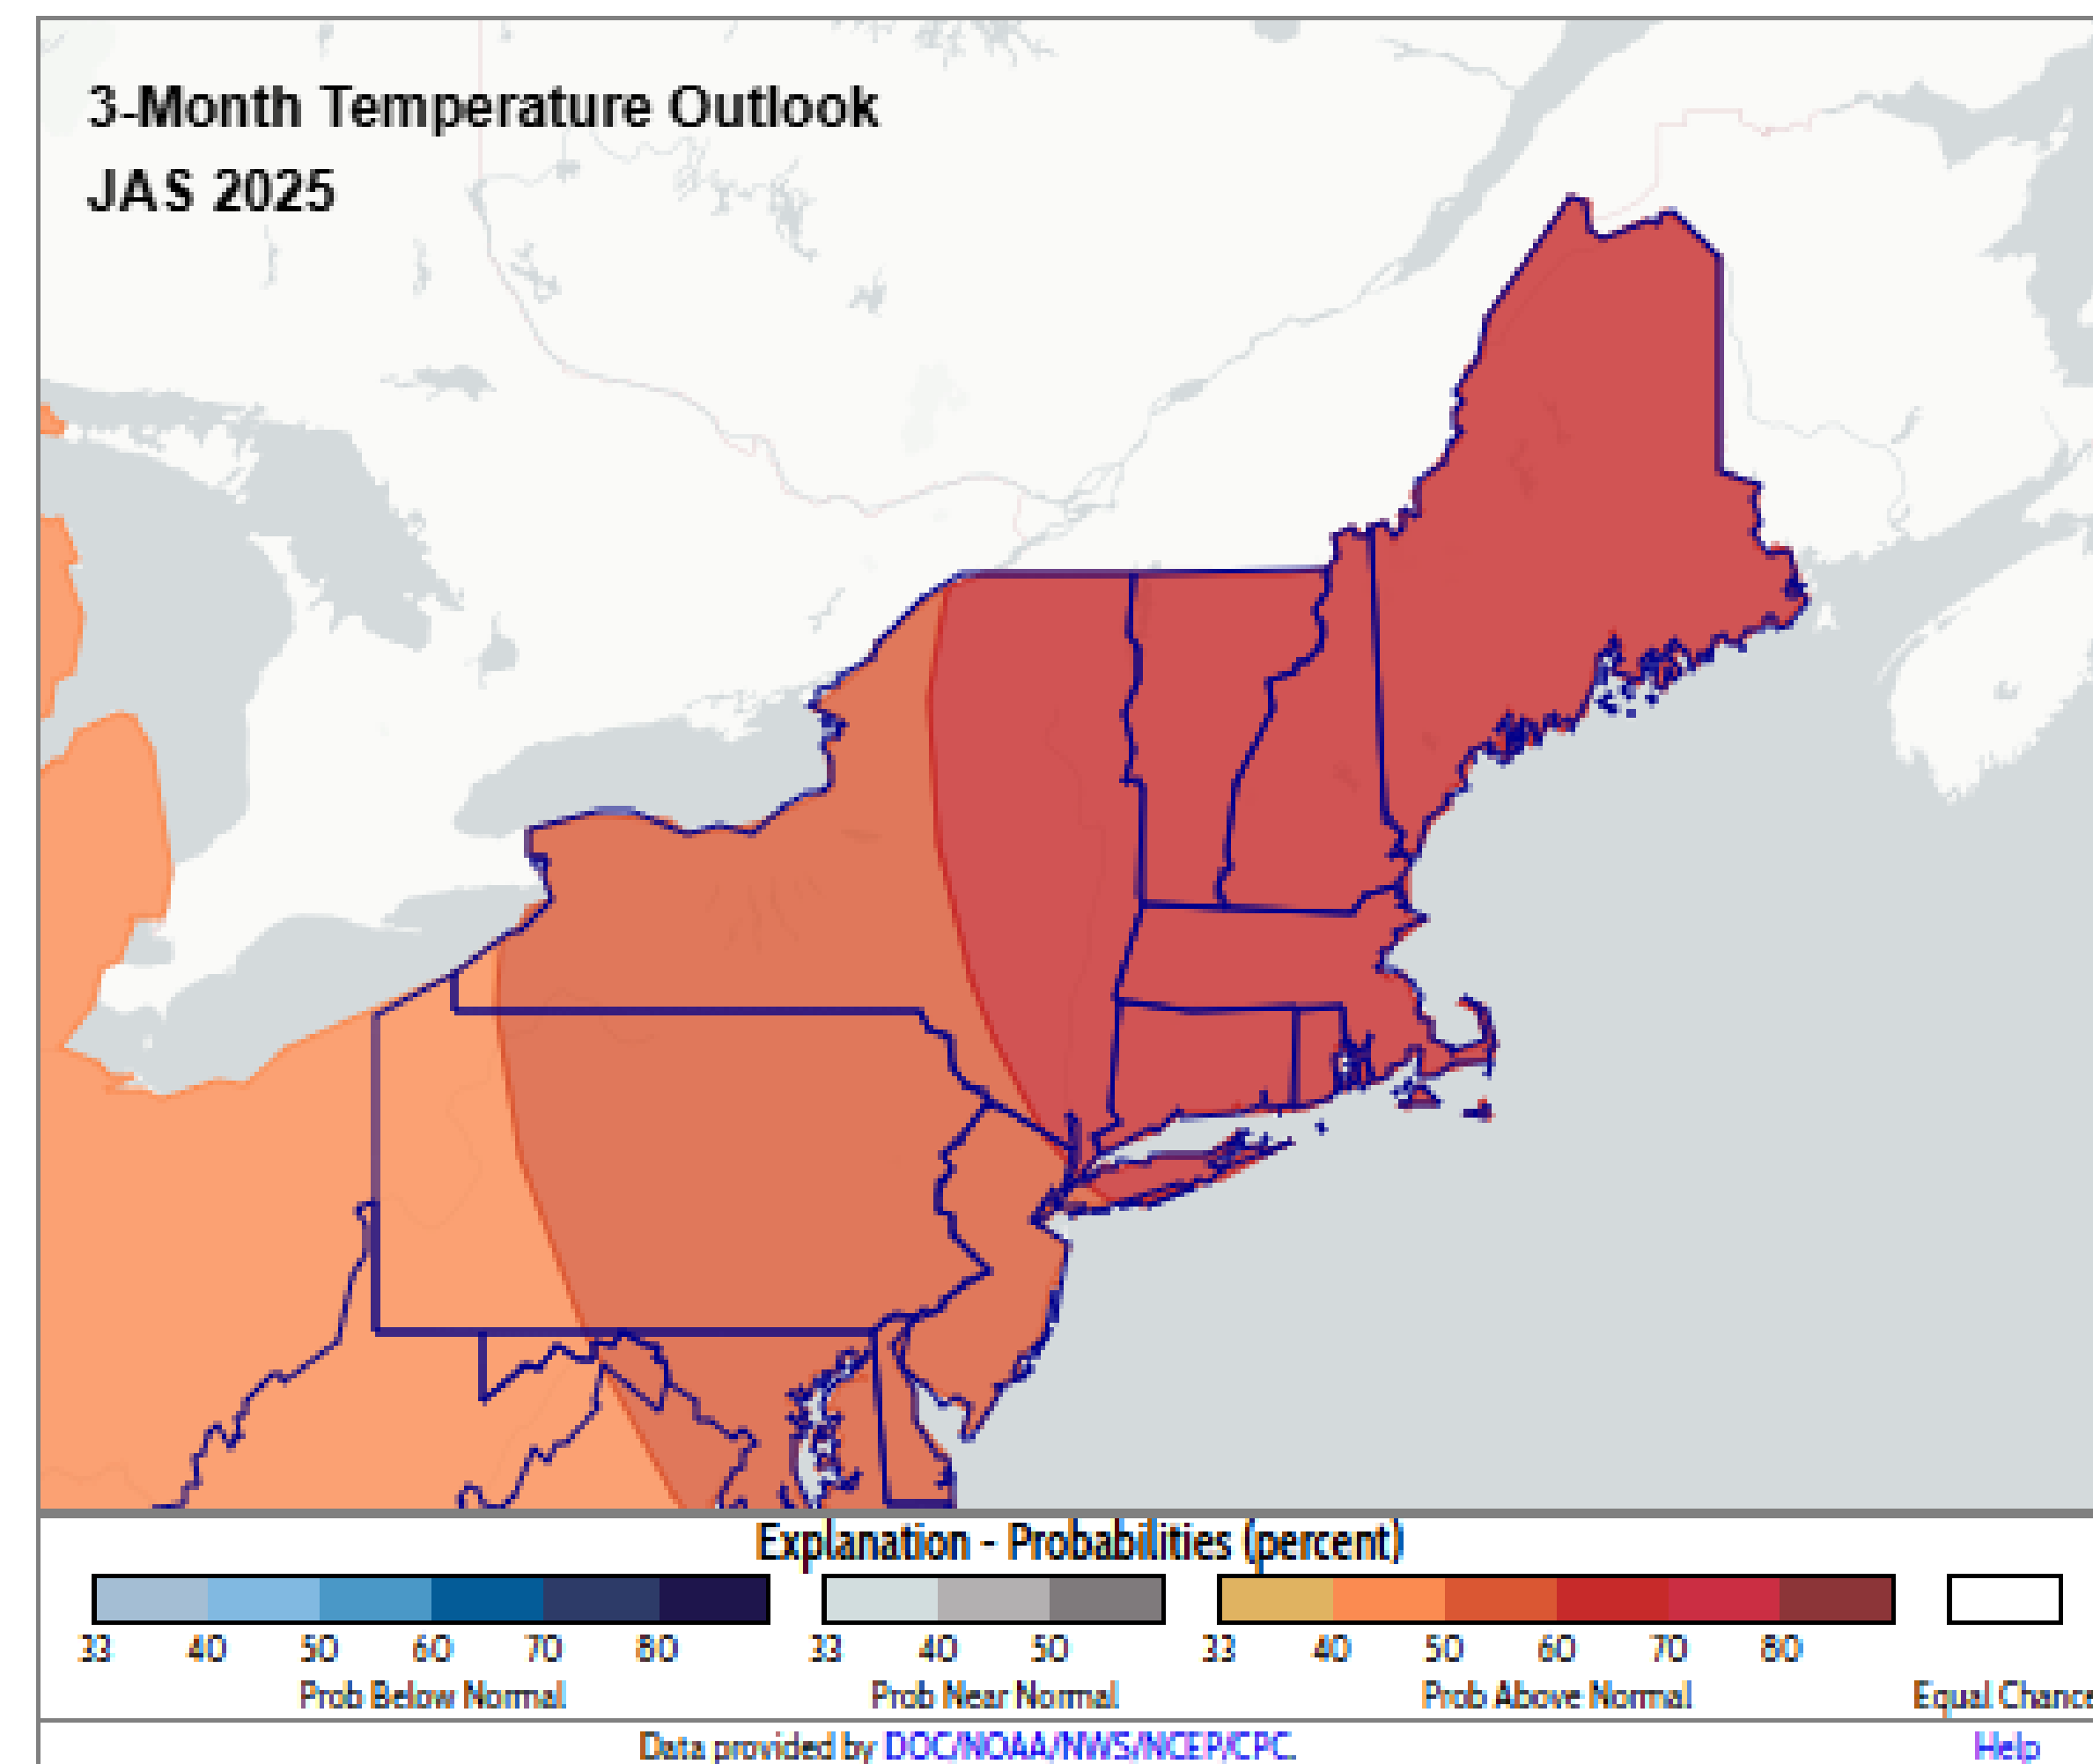 3-Month Temperature Outlook
JAS 2025
Explanation - Probabilities (percent)
33 40 50 60 70 80 33 40 50 33 40 50 60 70 80
Prob Below Normal Prob Near Normal Prob Above Normal Equal Chance
Data provided by DOC/NOAA/NWS/NCEP/CPC. Help